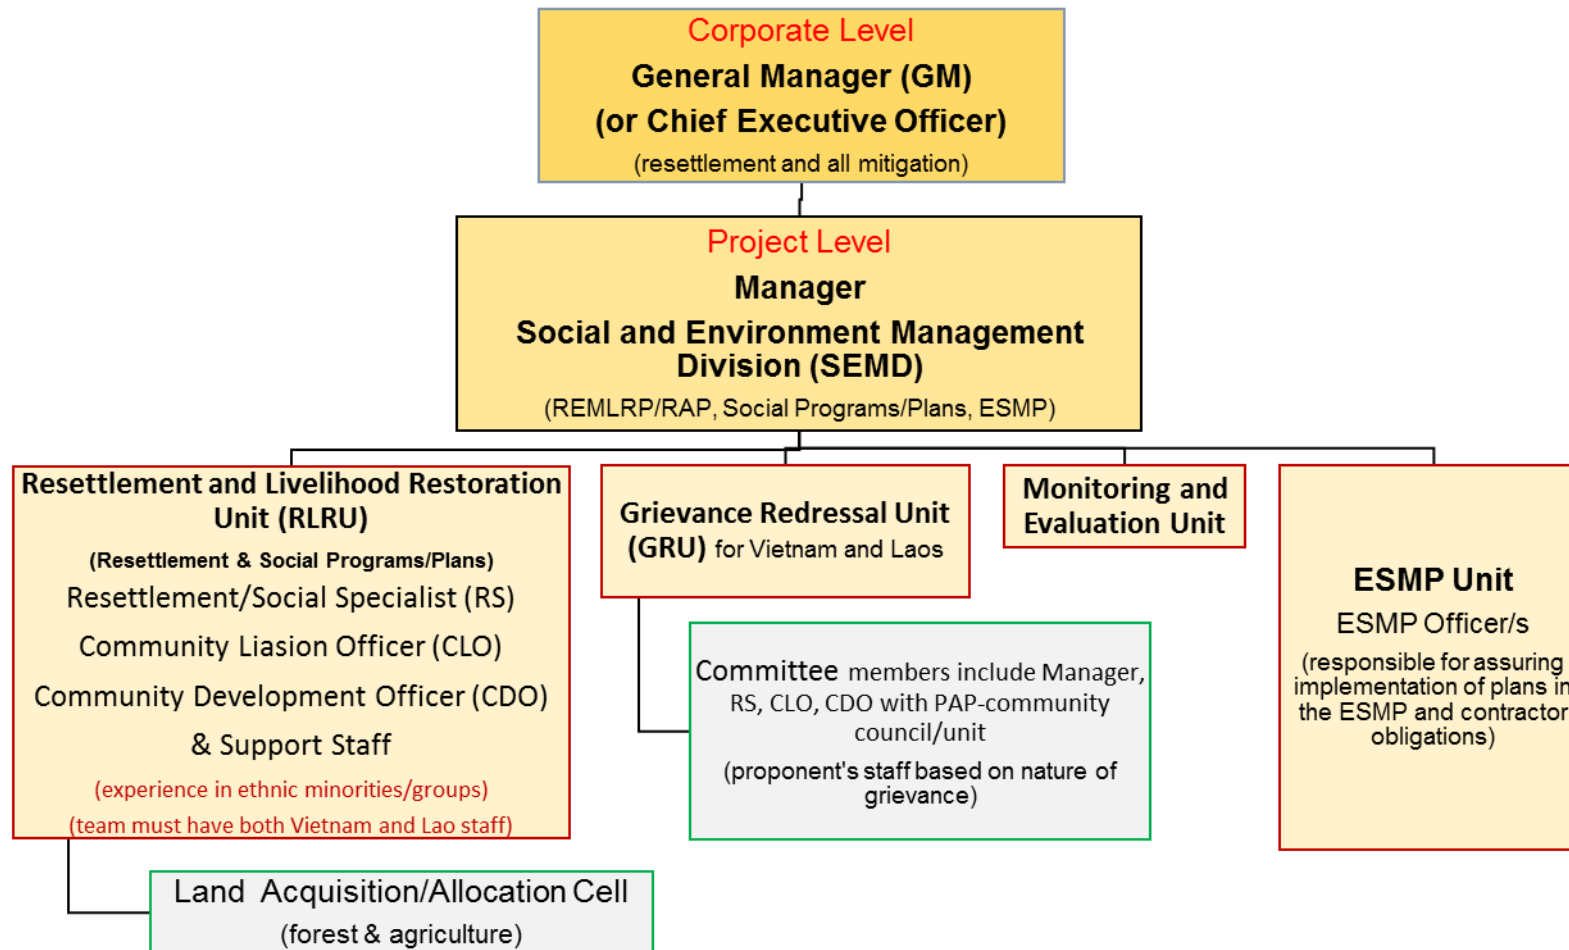 Corporate Level
General Manager (GM)
(or Chief Executive Officer)
(resettlement and all mitigation)
Project Level
Manager
Social and Environment Management
Division (SEMD)
(REMLRP/RAP, Social Programs/Plans, ESMP)
Resettlement and Livelihood Restoration
Unit (RLRU)
(Resettlement & Social Programs/Plans)
Resettlement/Social Specialist (RS)
Community Liasion Officer (CLO)
Community Development Officer (CDO)
& Support Staff
(experience in ethnic minorities/groups)
(team must have both Vietnam and Lao staff)
Land Acquisition/Allocation Cell
(forest & agriculture)
Grievance Redressal Unit
(GRU) for Vietnam and Laos
Committee members include Manager,
RS, CLO, CDO with PAP-community
council/unit
(proponent's staff based on nature of
grievance)
Monitoring and
Evaluation Unit
ESMP Unit
ESMP Officer/s
(responsible for assuring
implementation of plans in
the ESMP and contractor
obligations)